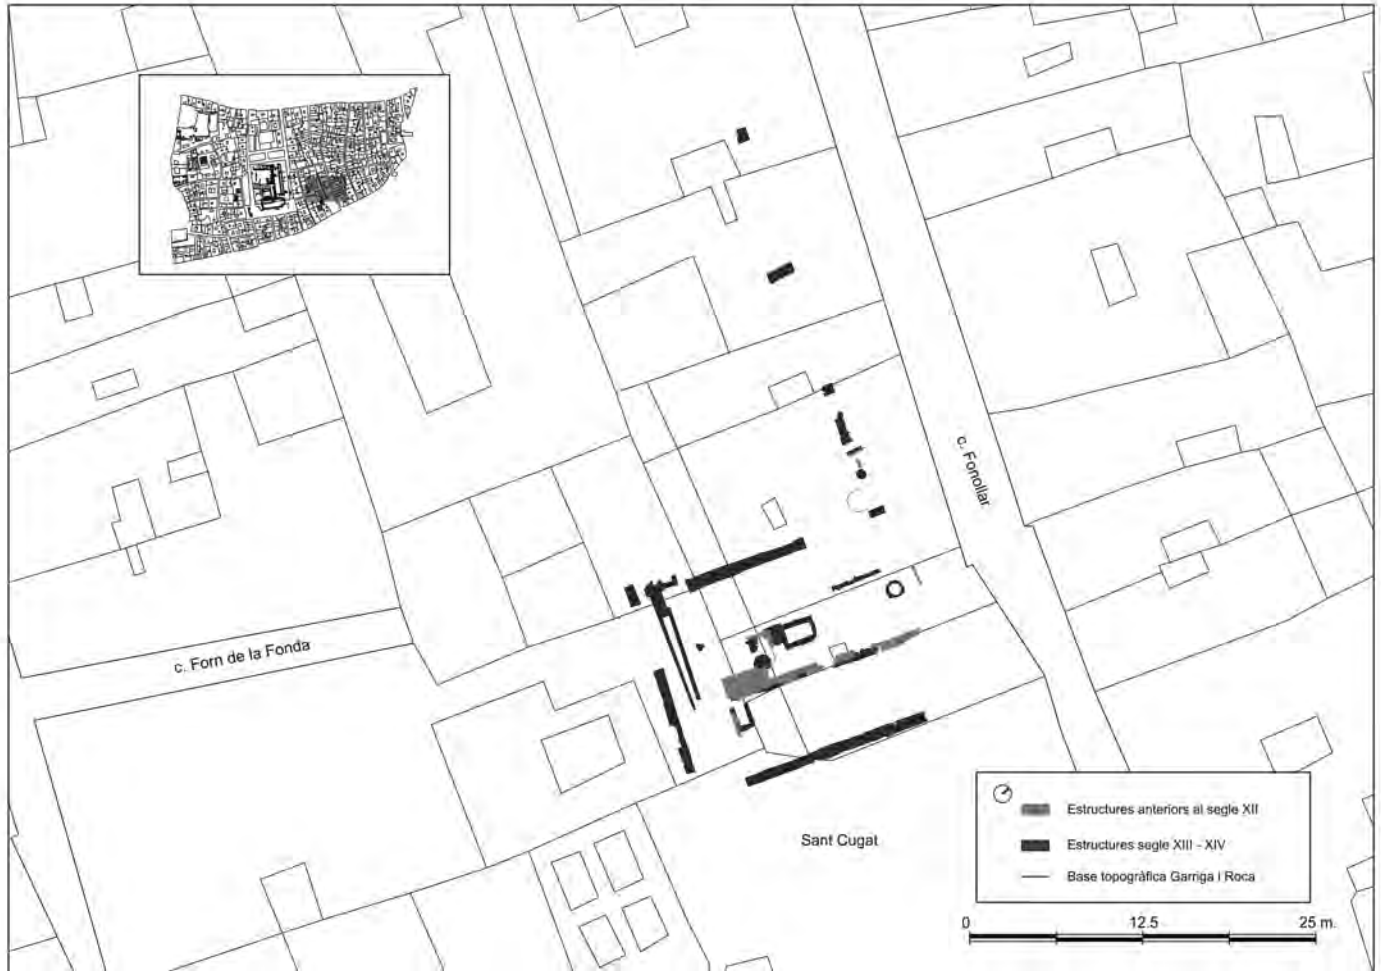 c. Fonollar
c. Forn de la Fonda
Sant Cugat
Estructures anteriors al segle XII
Estructures segle XIII - XIV
Base topogràfica Garriga i Roca
0 12.5 25 m.